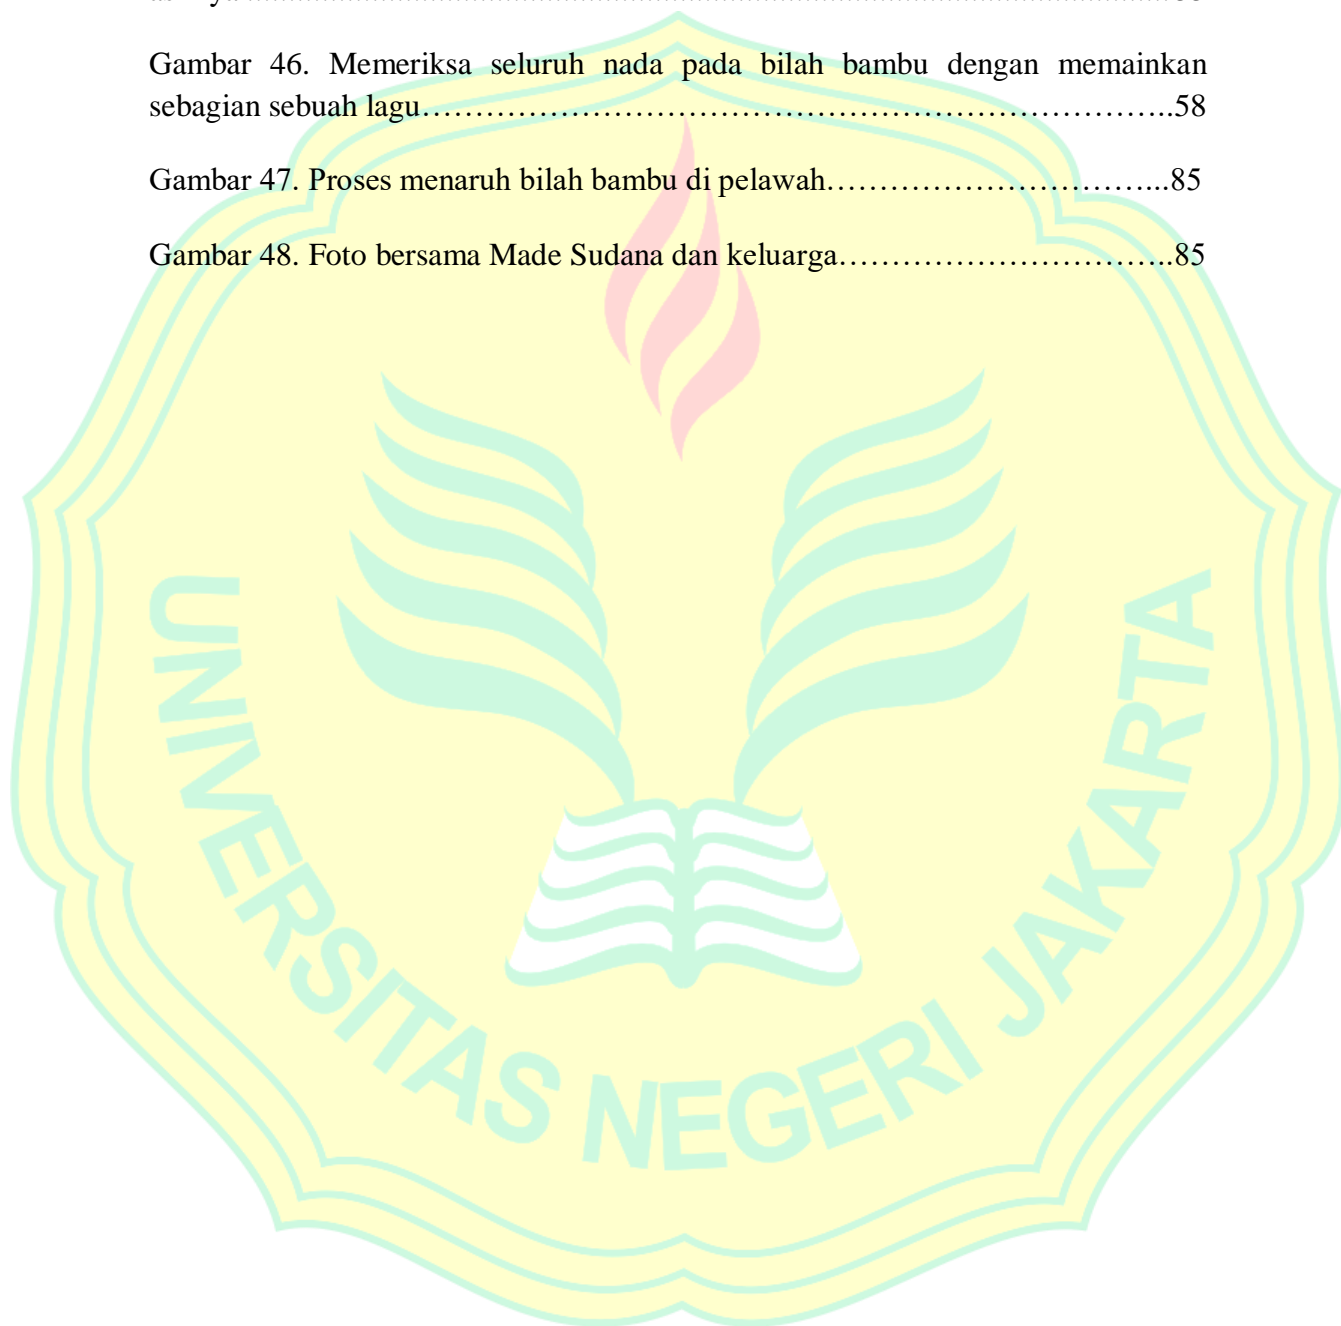 Gambar 46. Memeriksa seluruh nada pada bilah bambu dengan memainkan
sebagian sebuah lagu……………………………………………………………..58
Gambar 47. Proses menaruh bilah bambu di pelawah…………………………...85
Gambar 48. Foto bersama Made Sudana dan keluarga…………………………..85
UNIVERSITAS NEGERI JAKARTA